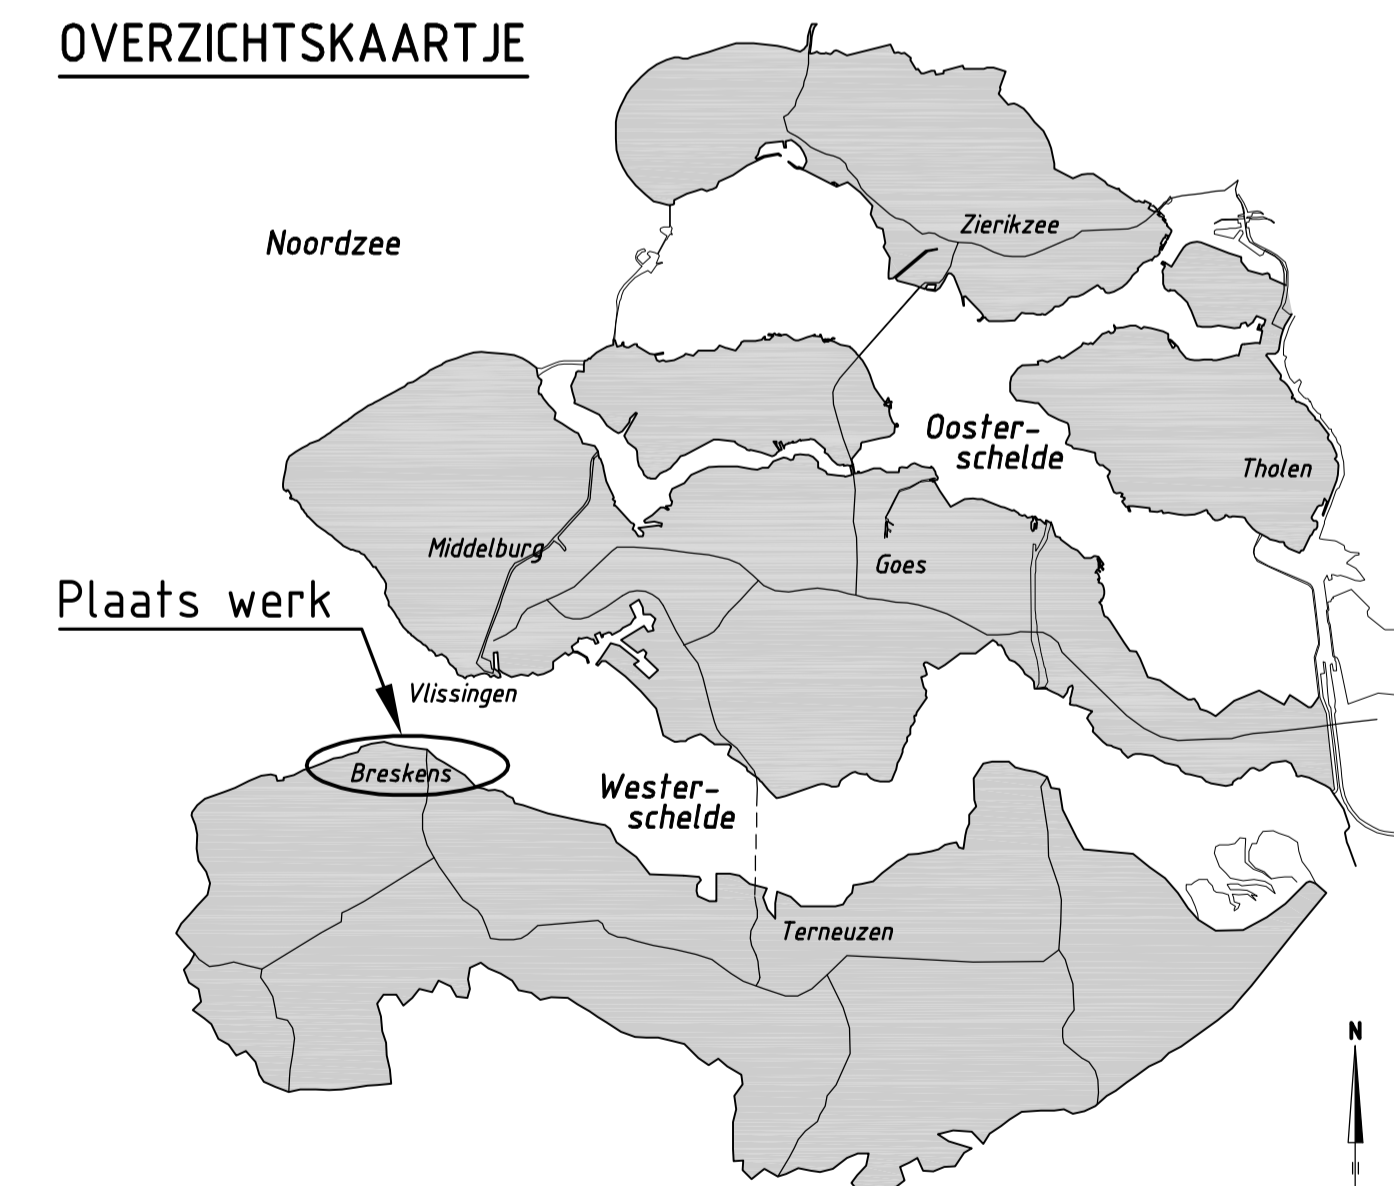 OVERZICHTSKAARTJE
Noordzee
Zierikzee
Ooster-
schelde
Tholen
Middelburg
Goes
Plaats werk
Vlissingen
Breskens
Wester-
schelde
Terneuzen
N